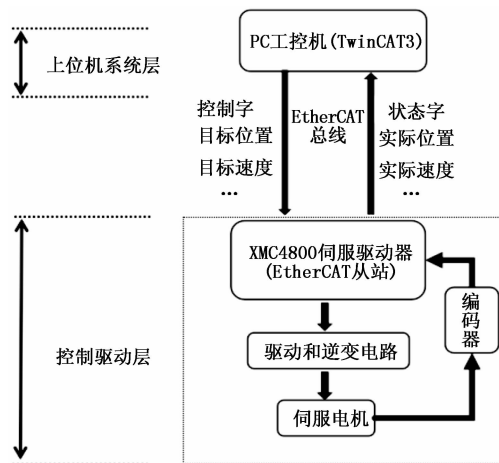 PC工控机(TwinCAT3)
上位机系统层
控制字
目标位置
目标速度
...
EtherCAT
总线
状态字
实际位置
实际速度
...
XMC4800伺服驱动器
(EtherCAT从站)
编码器
驱动和逆变电路
控制驱动层
伺服电机